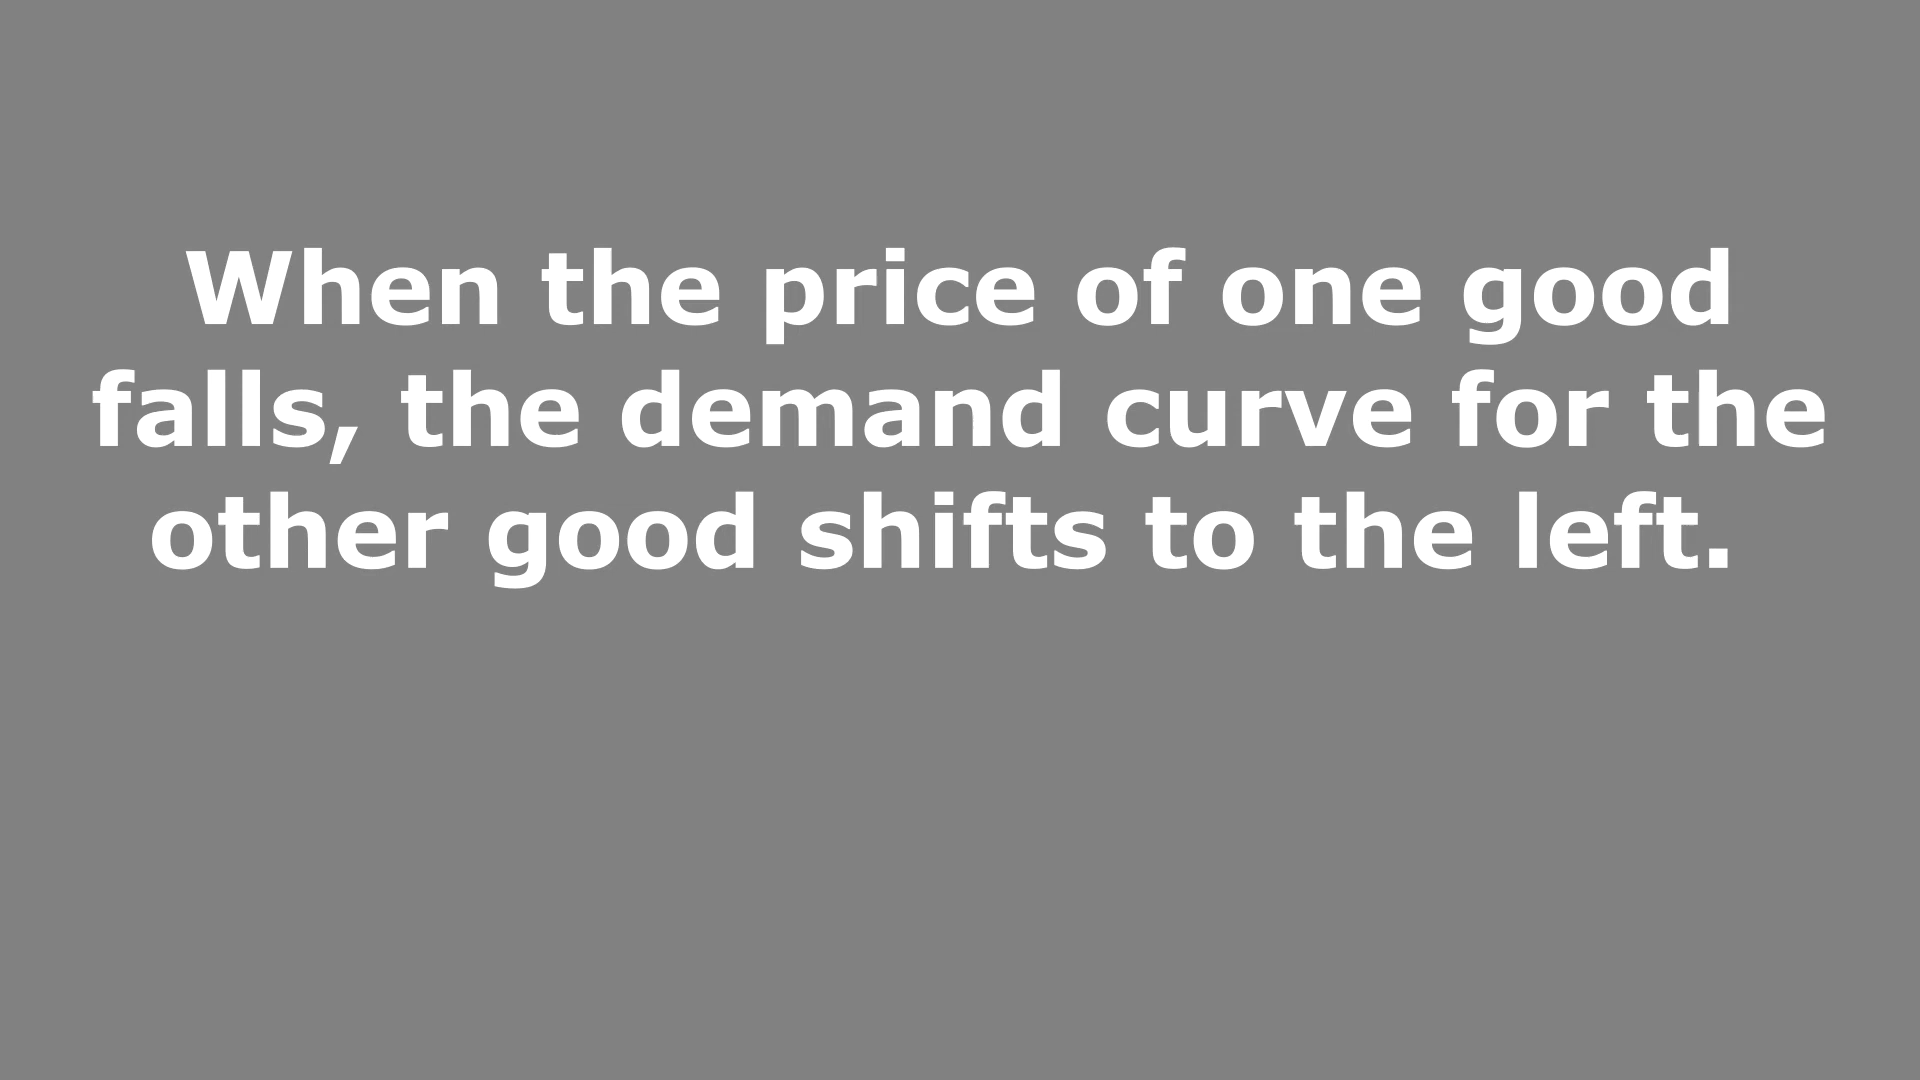 When the price of one good
falls, the demand curve for the
other good shifts to the left.